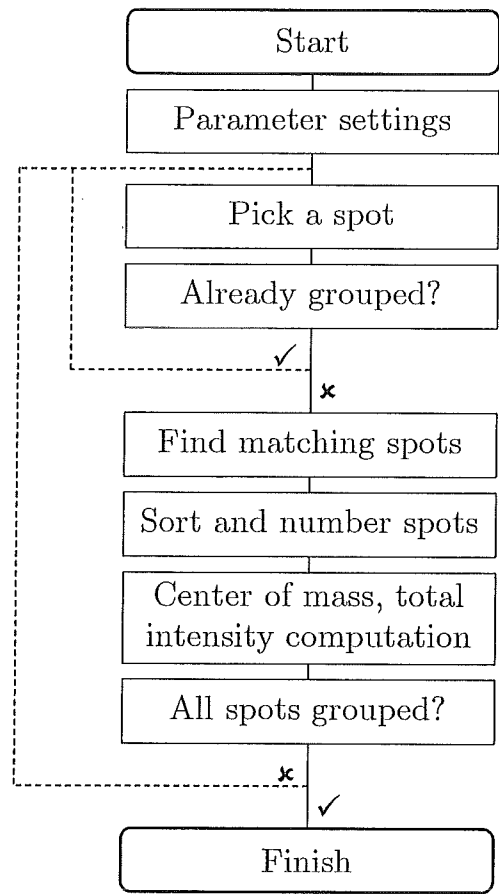 Start
Parameter settings
Pick a spot
Already grouped?
✓
×
Find matching spots
Sort and number spots
Center of mass, total
intensity computation
All spots grouped?
×
✓
Finish